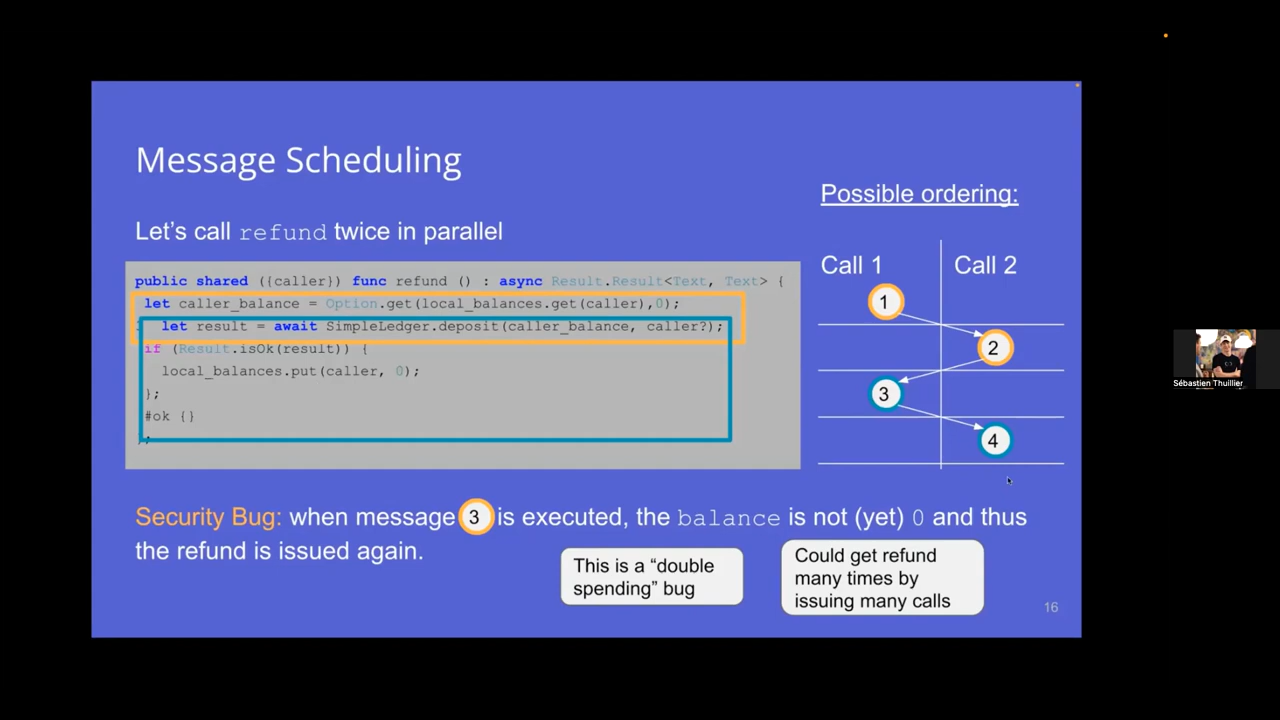 Message Scheduling
Let's call refund twice in parallel
public shared ({caller}) func refund () : async Result.Result<Text, Text> {
let caller_balance = Option.get(local_balances.get(caller),0);
let result = await SimpleLedger.deposit(caller_balance, caller?);
if (Result.isOk(result)) {
local_balances.put(caller, 0);
};
#ok {}
};
Possible ordering:
Call 1 Call 2
1
2
3
4
Security Bug: when message 3 is executed, the balance is not (yet) 0 and thus
the refund is issued again.
This is a “double
spending” bug
Could get refund
many times by
issuing many calls
16
Sébastien Thuillier